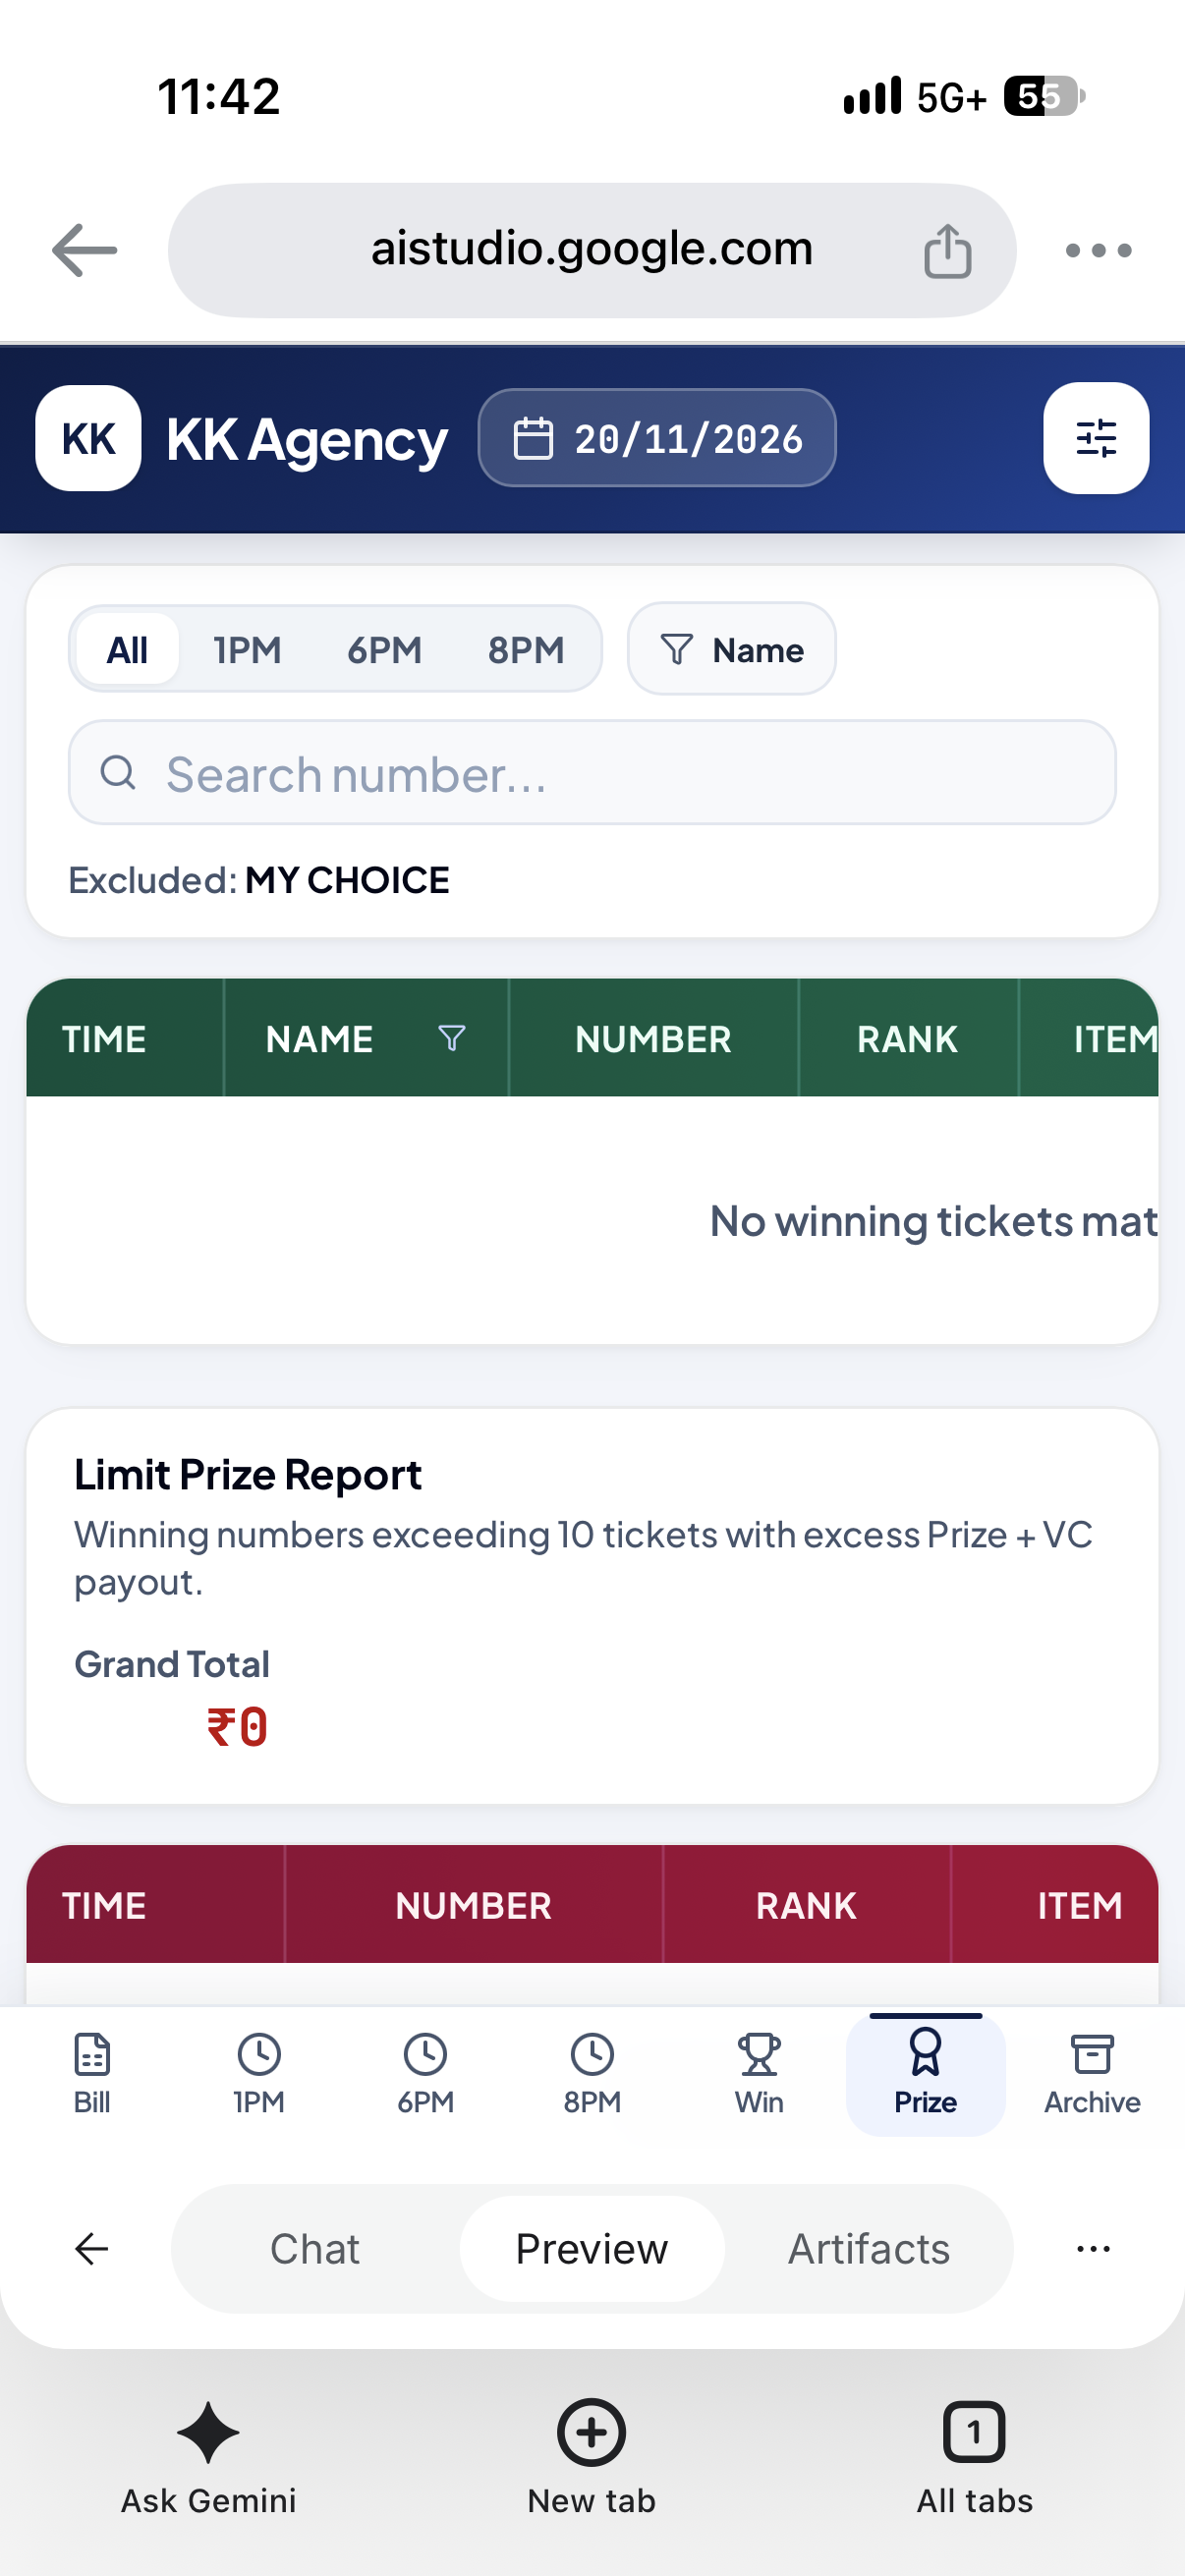 11:42
5G+ 55
aistudio.google.com
KK KK Agency 20/11/2026
All 1PM 6PM 8PM Name
Search number...
Excluded: MY CHOICE
TIME NAME NUMBER RANK ITEM
No winning tickets mat
Limit Prize Report
Winning numbers exceeding 10 tickets with excess Prize + VC
payout.
Grand Total
₹0
TIME NUMBER RANK ITEM
Bill 1PM 6PM 8PM Win Prize Archive
Chat Preview Artifacts
1
Ask Gemini New tab All tabs